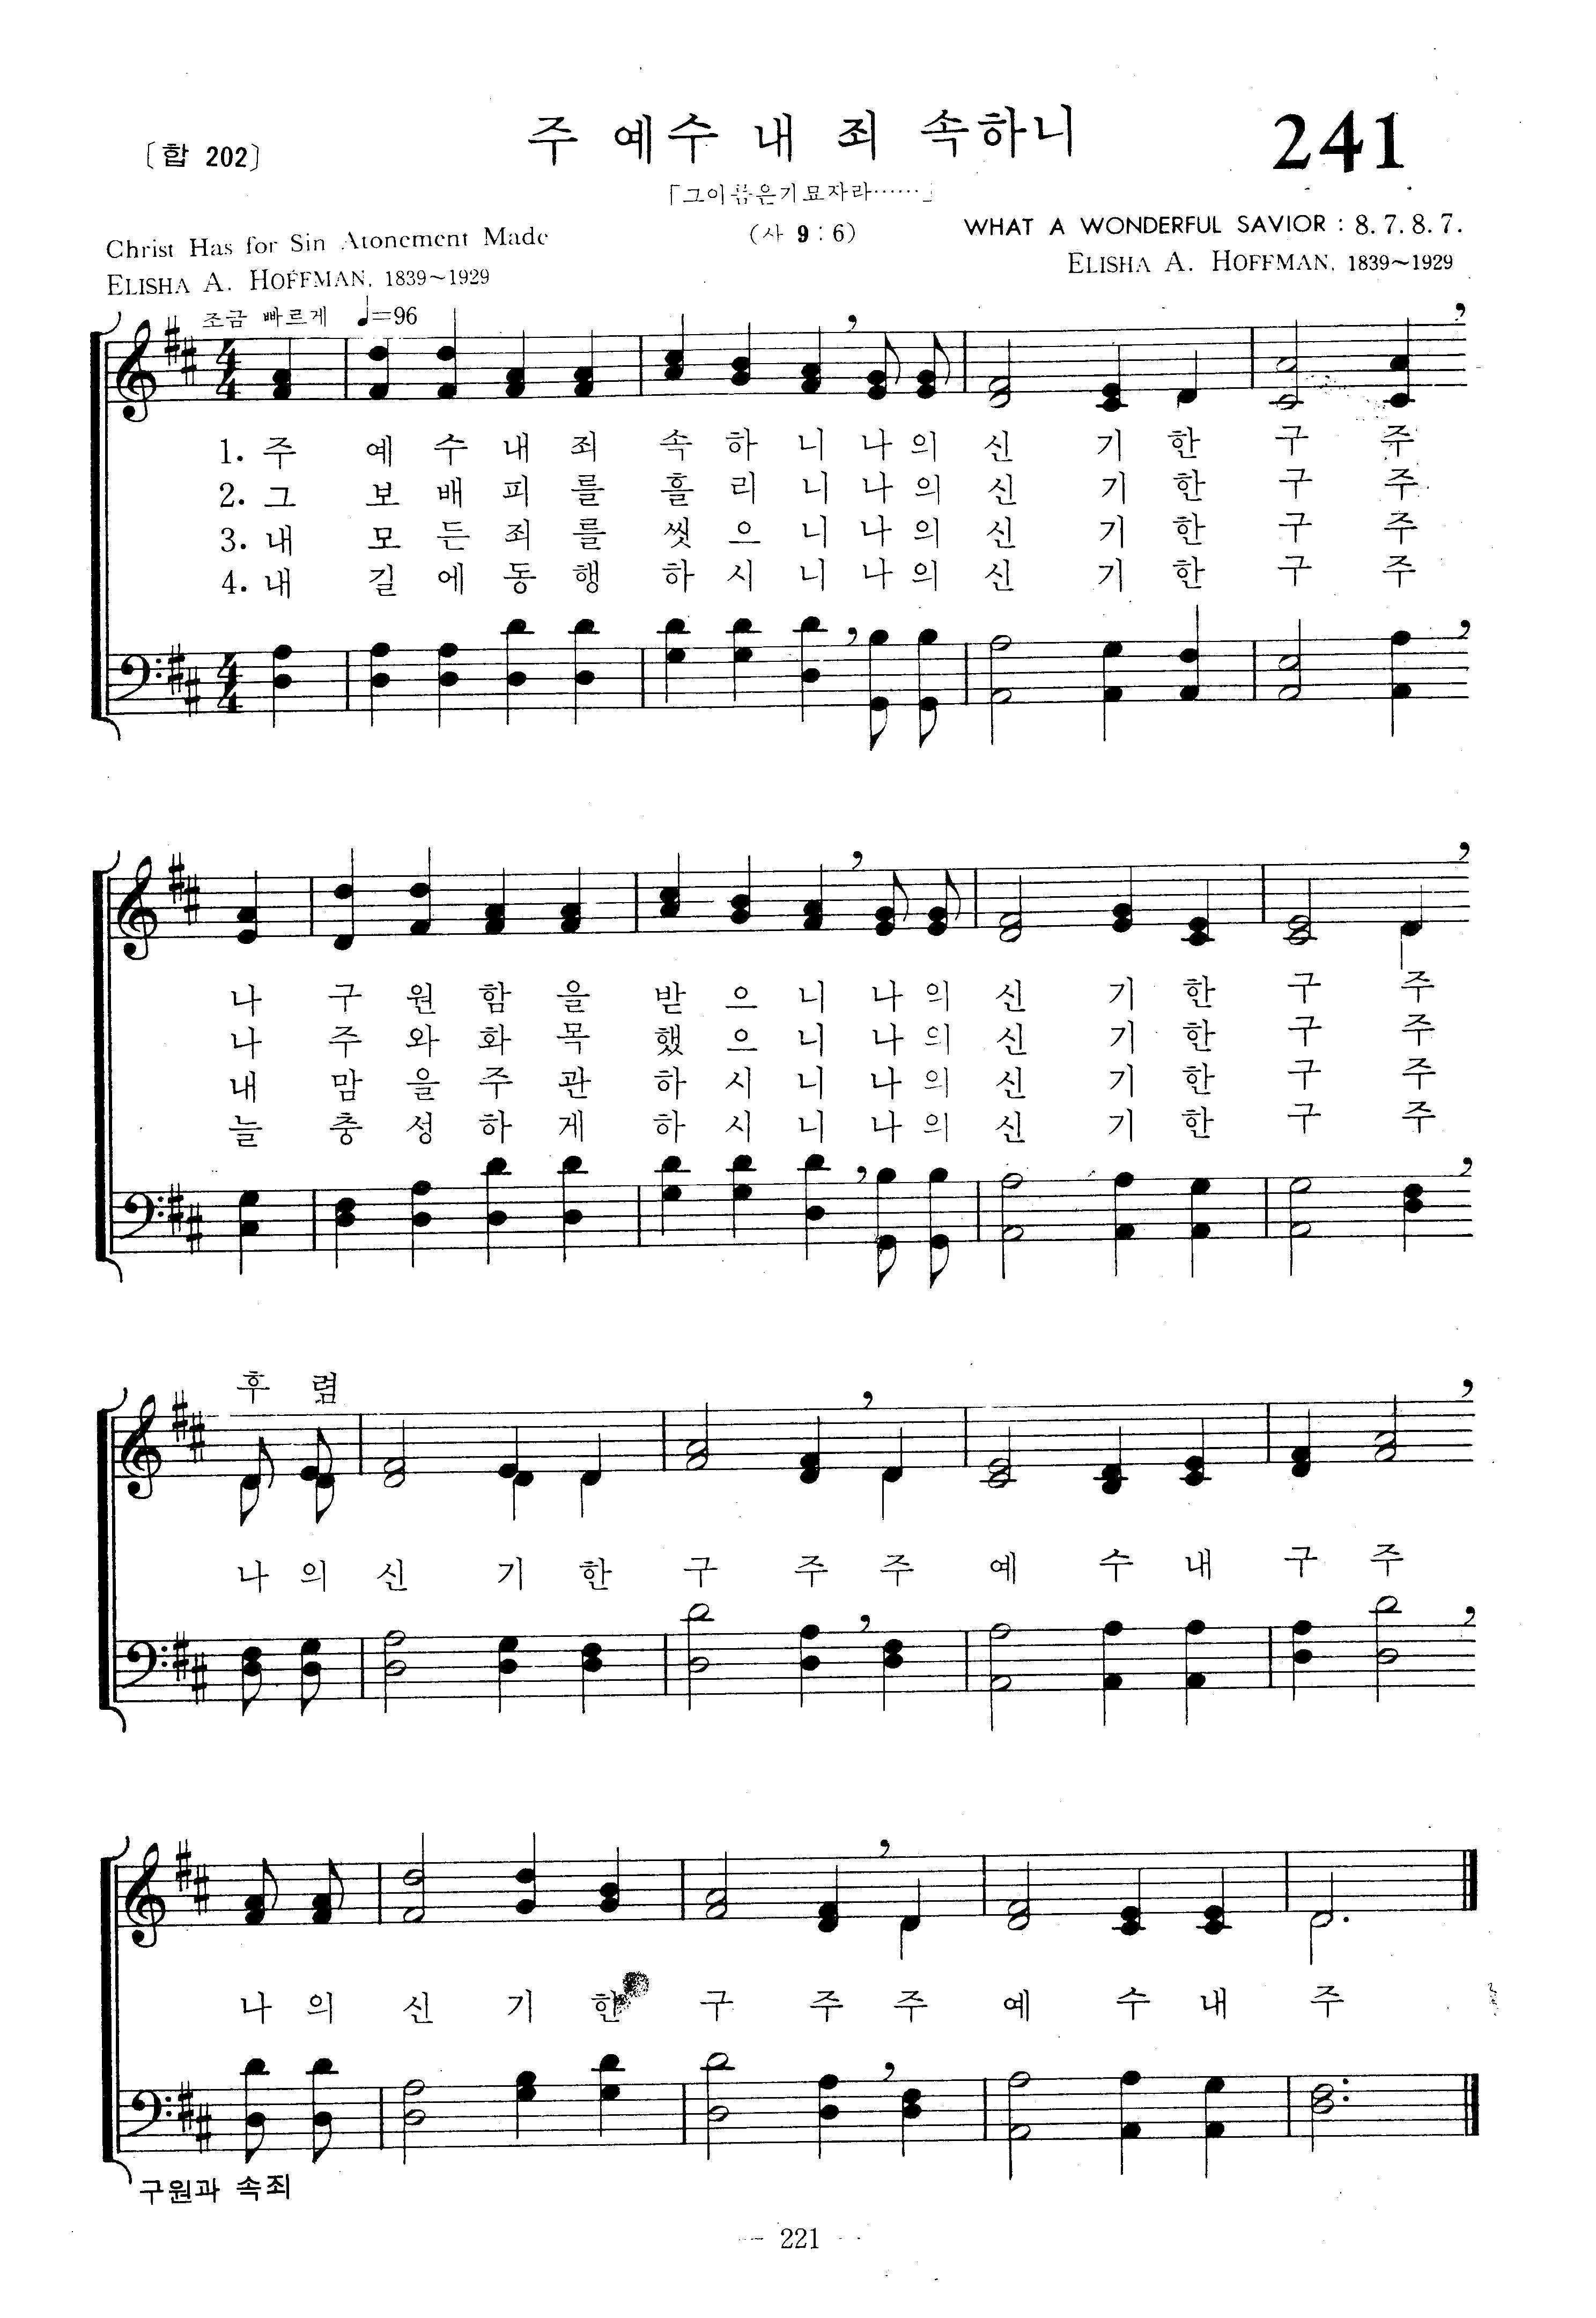 주 예수 내 죄 속하니
241
〔합 202〕
(사 9 : 6)
Christ Has for Sin Atonement Made
ELISHA A. HOFFMAN, 1839~1929
WHAT A WONDERFUL SAVIOR : 8. 7. 8. 7.
ELISHA A. HOFFMAN, 1839~1929
조금 빠르게 ♩=96
1. 주 예 수 내 죄 속 하 니 나 의 신 기 한 구 주
2. 그 보 배 피 를 흘 리 니 나 의 신 기 한 구 주
3. 내 모 든 죄 를 씻 으 니 나 의 신 기 한 구 주
4. 내 길 에 동 행 하 시 니 나 의 신 기 한 구 주
나 구 원 함 을 받 으 니 나 의 신 기 한 구 주
나 주 와 화 목 했 으 니 나 의 신 기 한 구 주
내 맘 을 주 관 하 시 니 나 의 신 기 한 구 주
늘 충 성 하 게 하 시 니 나 의 신 기 한 구 주
후 렴
나 의 신 기 한 구 주 주 예 수 내 구 주
나 의 신 기 한 구 주 주 예 수 내 주
구원과 속죄
221